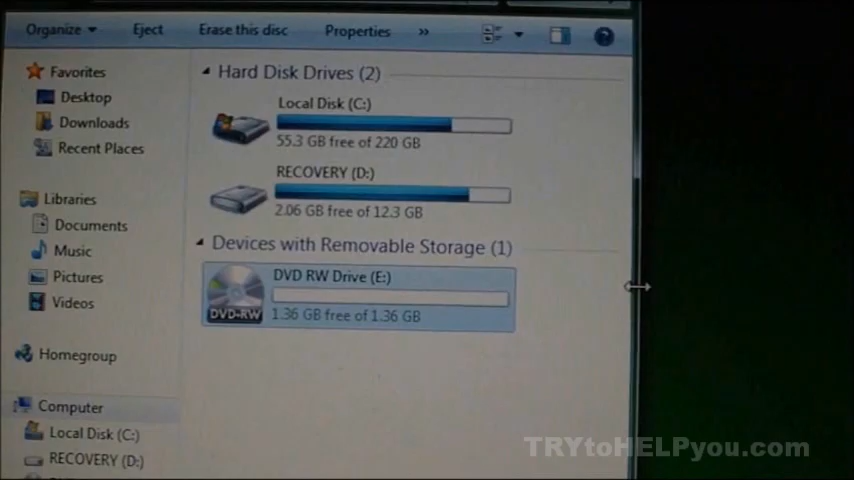 Organize Eject Erase this disc Properties »
Favorites
Desktop
Downloads
Recent Places
Libraries
Documents
Music
Pictures
Videos
Homegroup
Computer
Local Disk (C:)
RECOVERY (D:)
Hard Disk Drives (2)
Local Disk (C:)
55.3 GB free of 220 GB
RECOVERY (D:)
2.06 GB free of 12.3 GB
Devices with Removable Storage (1)
DVD RW Drive (E:)
DVD-RW
1.36 GB free of 1.36 GB
TRYtoHELPyou.com